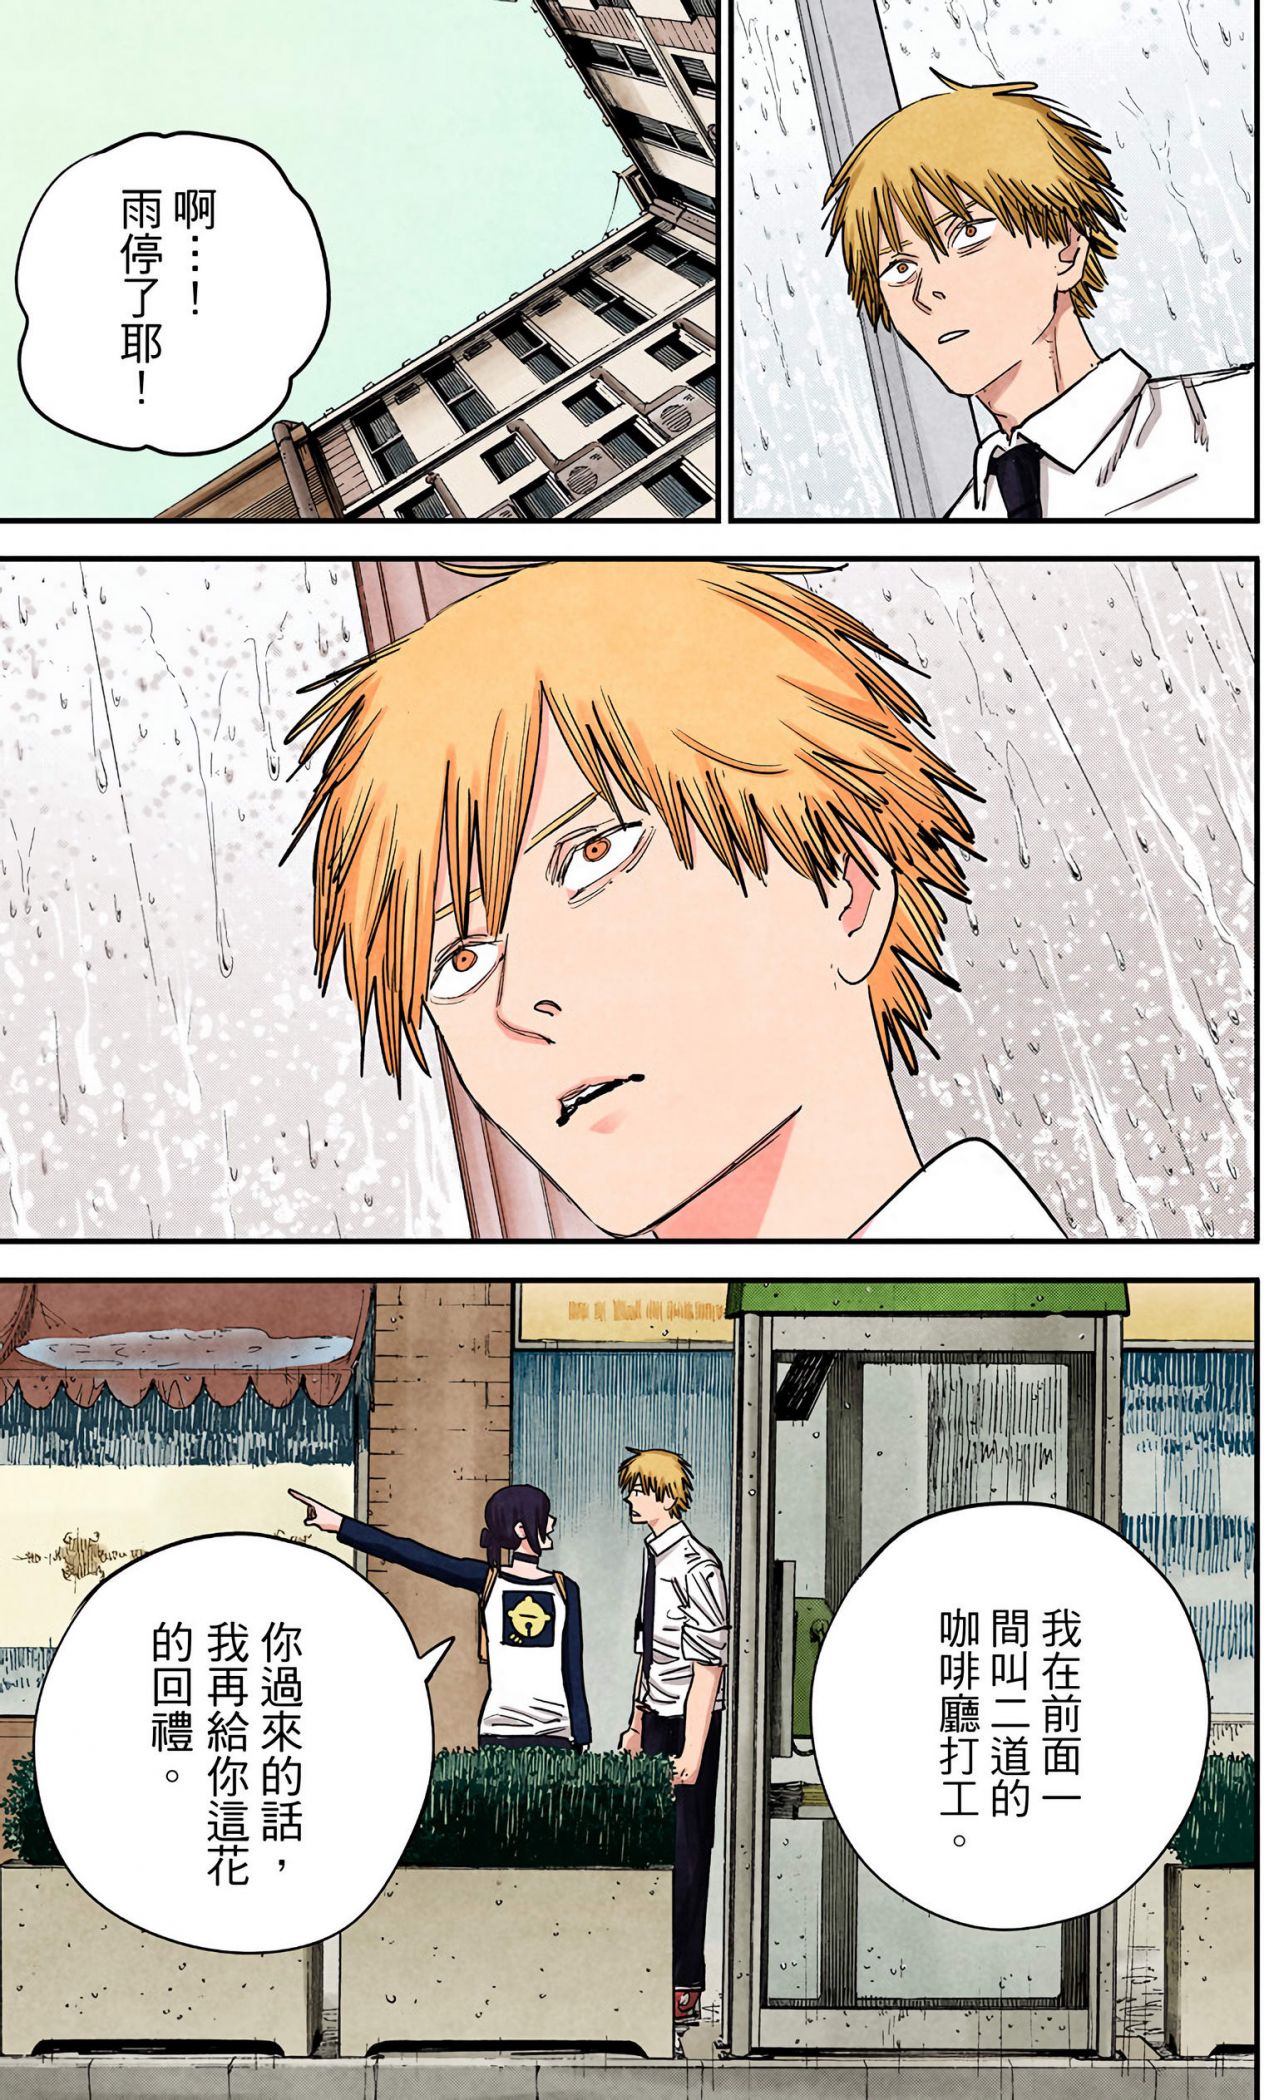 啊…！
雨停了耶！
我在前面一
間叫二道的
咖啡廳打工。
你過來的話，
我再給你這花
的回禮。